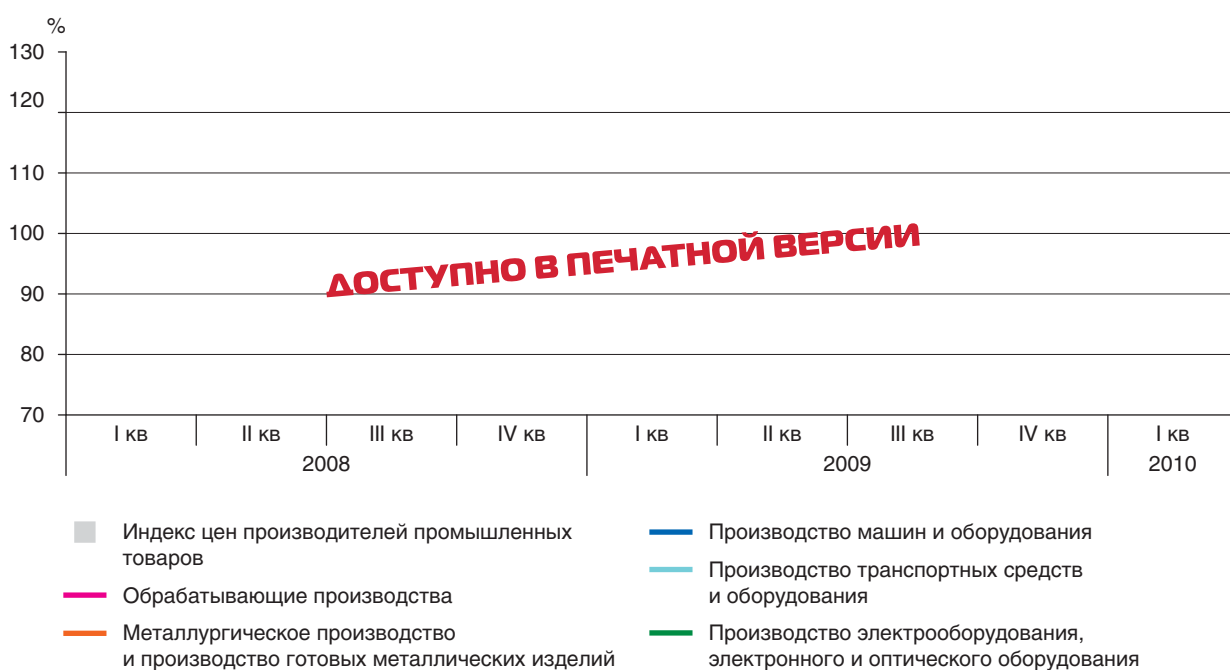 %
130
120
110
100
90
80
70
ДОСТУПНО В ПЕЧАТНОЙ ВЕРСИИ
I кв II кв III кв IV кв I кв II кв III кв IV кв I кв
2008 2009 2010
Индекс цен производителей промышленных
товаров
Обрабатывающие производства
Металлургическое производство
и производство готовых металлических изделий
Производство машин и оборудования
Производство транспортных средств
и оборудования
Производство электрооборудования,
электронного и оптического оборудования